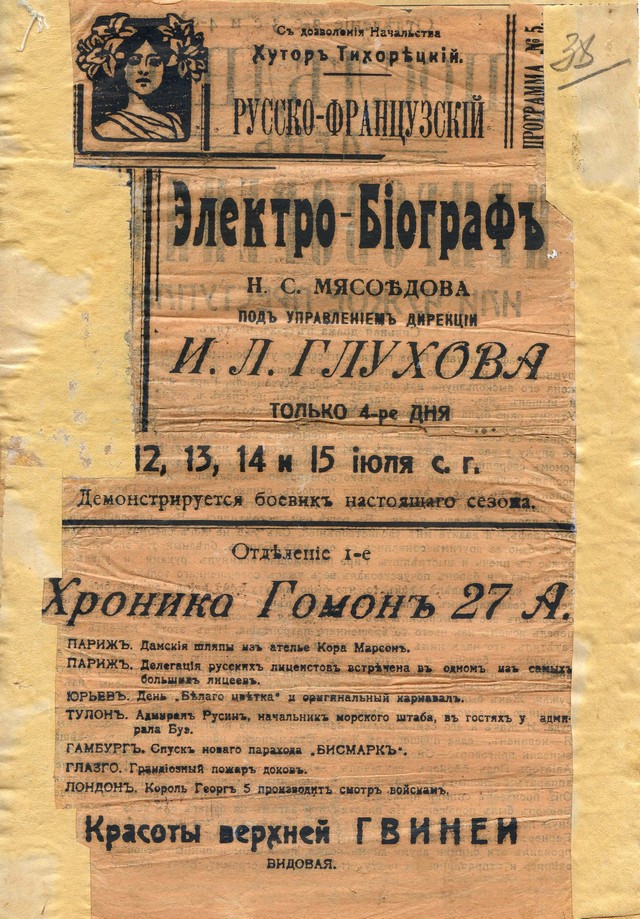 Съ дозволенія Начальства
Хуторъ Тихорѣцкій.
РУССКО-ФРАНЦУЗСКІЙ
ПРОГРАММА № 5.
38
Электро-Біографъ
Н. С. МЯСОѢДОВА
ПОДЪ УПРАВЛЕНІЕМЪ ДИРЕКЦІИ
И. Л. ГЛУХОВА
ТОЛЬКО 4-ре ДНЯ
12, 13, 14 и 15 іюля с. г.
Демонстрируется боевикъ настоящаго сезона.
Отдѣленіе 1-е
Хроника Гомонъ 27 А.
ПАРИЖЪ. Дамскія шляпы изъ ателье Кора Марсонъ.
ПАРИЖЪ. Делегація русскихъ лицеистовъ встрѣчена въ одномъ изъ самыхъ
большихъ лицеевъ.
ЮРЬЕВЪ. День „Бѣлаго цвѣтка“ и оригинальный карнавалъ.
ТУЛОНЪ. Адмиралъ Русинъ, начальникъ морского штаба, въ гостяхъ у адми-
рала Буэ.
ГАМБУРГЪ. Спускъ новаго парахода „БИСМАРКЪ“.
ГЛАЗГО. Грандіозный пожаръ доковъ.
ЛОНДОНЪ. Король Георгъ 5 производитъ смотръ войскамъ.
Красоты верхней ГВИНЕИ
ВИДОВАЯ.